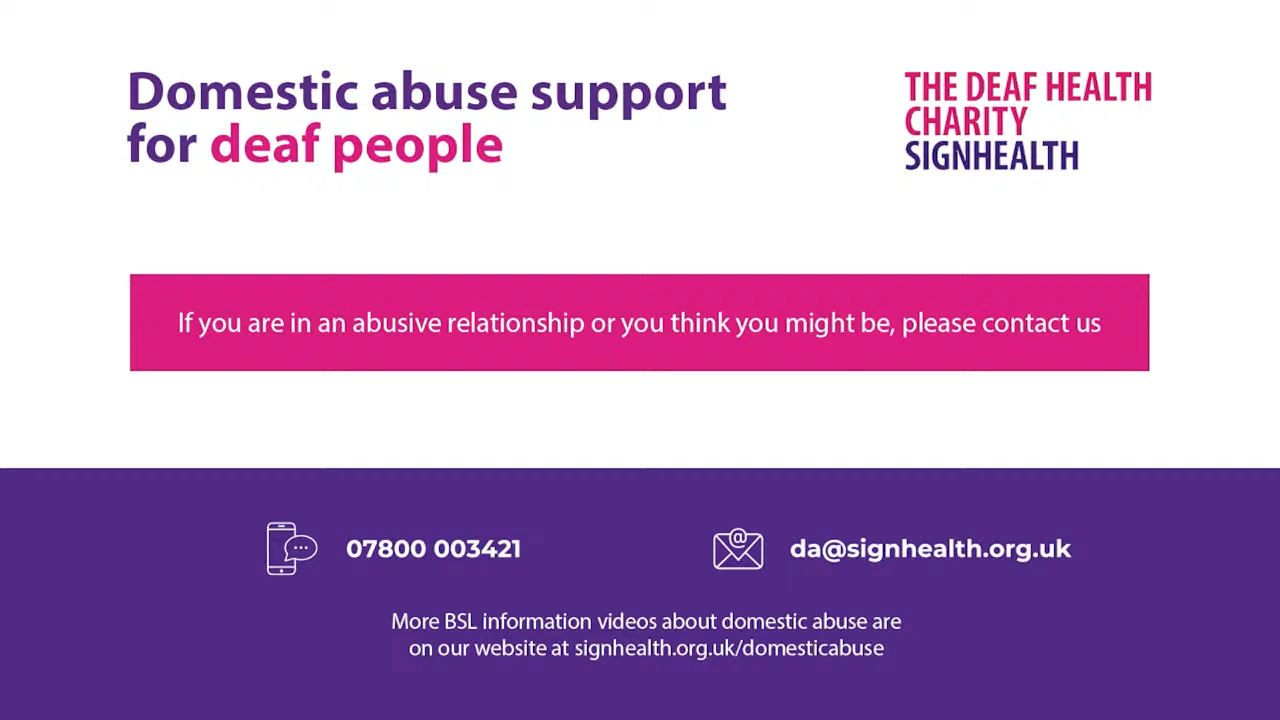 Domestic abuse support
for deaf people
THE DEAF HEALTH
CHARITY
SIGNHEALTH
If you are in an abusive relationship or you think you might be, please contact us
07800 003421
da@signhealth.org.uk
More BSL information videos about domestic abuse are
on our website at signhealth.org.uk/domesticabuse